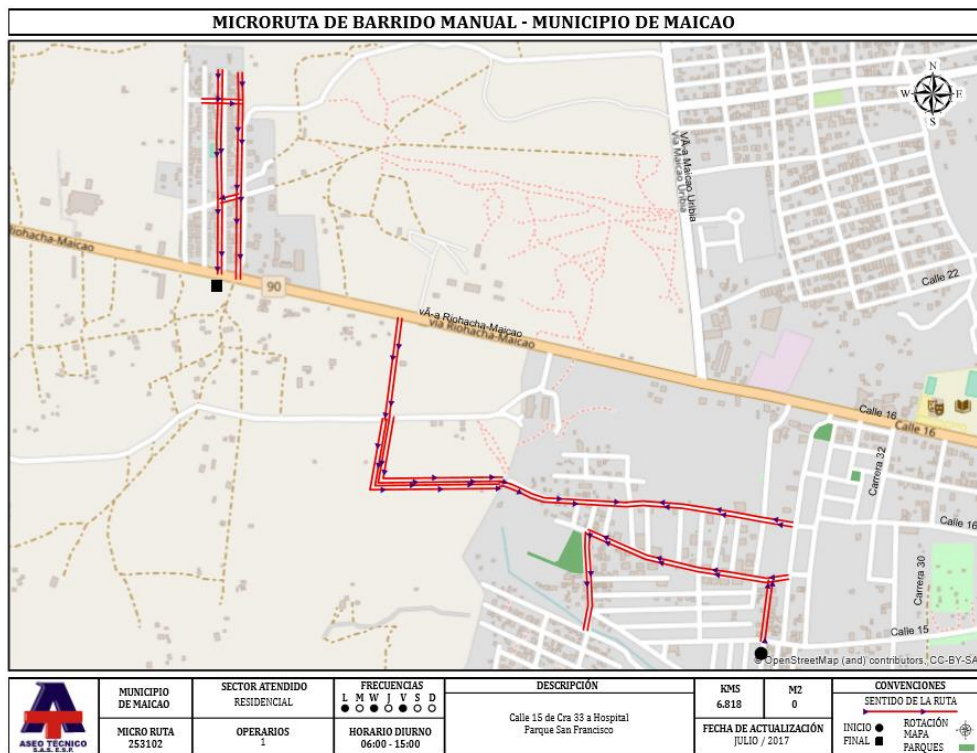 MICRORUTA DE BARRIDO MANUAL - MUNICIPIO DE MAICAO
N
W E
S
VÃ-a Maicao Uribia
Via Maicao Uribia
Riohacha-Maicao
90
Calle 22
vÃ-a Riohacha-Maicao
via Riohacha-Maicao
Calle 16
Calle 16
Carrera 32
Calle 16
Carrera 30
Calle 15
© OpenStreetMap (and) contributors, CC-BY-SA
ASEO TÉCNICO
S.A.S. E.S.P.
MUNICIPIO
DE MAICAO
MICRO RUTA
253102
SECTOR ATENDIDO
RESIDENCIAL
OPERARIOS
1
FRECUENCIAS
L M W J V S D
HORARIO DIURNO
06:00 - 15:00
DESCRIPCIÓN
Calle 15 de Cra 33 a Hospital
Parque San Francisco
KMS
6.818
M2
0
FECHA DE ACTUALIZACIÓN
JULIO / 2017
CONVENCIONES
SENTIDO DE LA RUTA
INICIO
FINAL
ROTACIÓN
MAPA
PARQUES